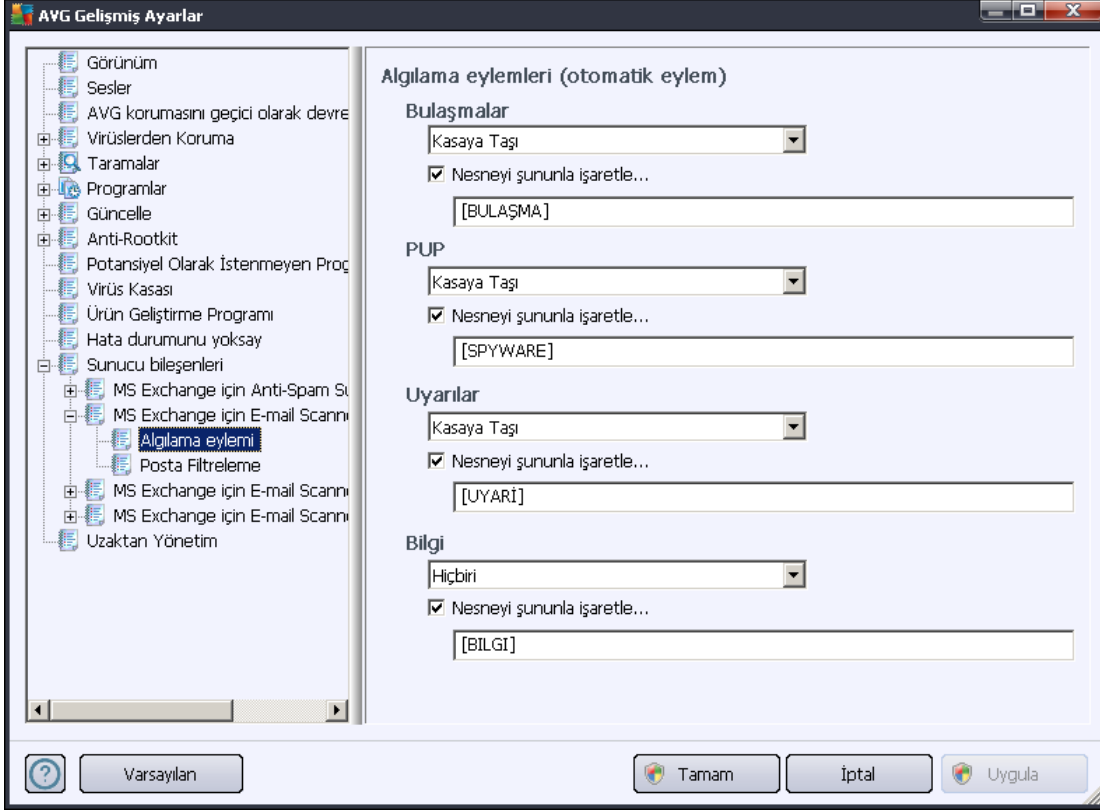 AVG Gelişmiş Ayarlar
Görünüm
Sesler
AVG korumasını geçici olarak devre
Virüslerden Koruma
Taramalar
Programlar
Güncelle
Anti-Rootkit
Potansiyel Olarak İstenmeyen Prog
Virüs Kasası
Ürün Geliştirme Programı
Hata durumunu yoksay
Sunucu bileşenleri
MS Exchange için Anti-Spam Su
MS Exchange için E-mail Scanne
Algılama eylemi
Posta Filtreleme
MS Exchange için E-mail Scanne
MS Exchange için E-mail Scanne
Uzaktan Yönetim
Algılama eylemleri (otomatik eylem)
Bulaşmalar
Kasaya Taşı
Nesneyi şununla işaretle...
[BULAŞMA]
PUP
Kasaya Taşı
Nesneyi şununla işaretle...
[SPYWARE]
Uyarılar
Kasaya Taşı
Nesneyi şununla işaretle...
[UYARİ]
Bilgi
Hiçbiri
Nesneyi şununla işaretle...
[BILGI]
Varsayılan
Tamam
İptal
Uygula